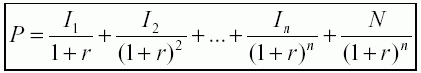 P = I₁/(1 + r) + I₂/(1 + r)² + ... + Iₙ/(1 + r)ⁿ + N/(1 + r)ⁿ